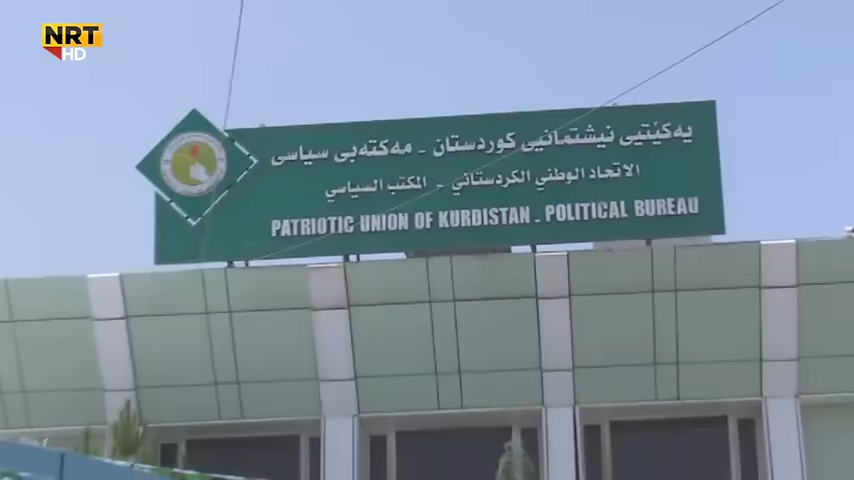 NRT
HD
یەکێتیی نیشتمانیی کوردستان - مەکتەبی سیاسی
الاتحاد الوطني الكردستاني - المكتب السياسي
PATRIOTIC UNION OF KURDISTAN - POLITICAL BUREAU